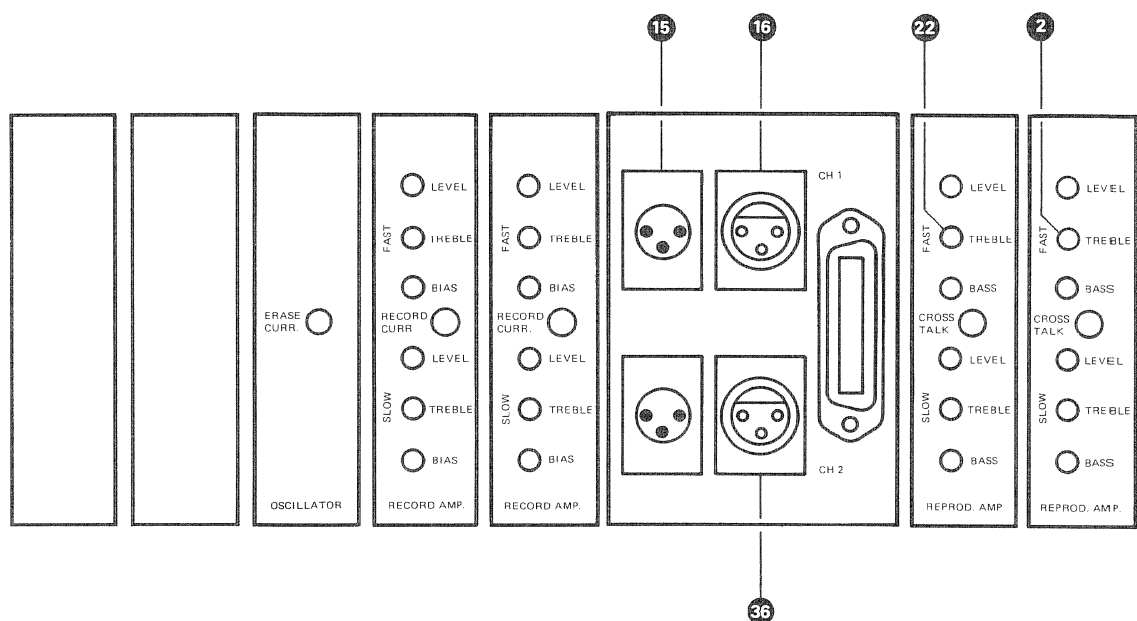 15
16
22
2
ERASE
CURR.
OSCILLATOR
LEVEL
FAST
TREBLE
BIAS
RECORD
CURR
LEVEL
SLOW
TREBLE
BIAS
RECORD AMP.
LEVEL
FAST
TREBLE
BIAS
RECORD
CURR.
LEVEL
SLOW
TREBLE
BIAS
RECORD AMP.
CH 1
CH 2
LEVEL
FAST
TREBLE
BASS
CROSS
TALK
LEVEL
SLOW
TREBLE
BASS
REPROD. AMP
LEVEL
FAST
TREBLE
BASS
CROSS
TALK
LEVEL
SLOW
TREBLE
BASS
REPROD. AMP.
36